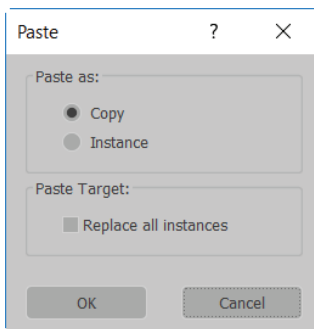 Paste ?
Paste as:
Copy
Instance
Paste Target:
Replace all instances
OK Cancel